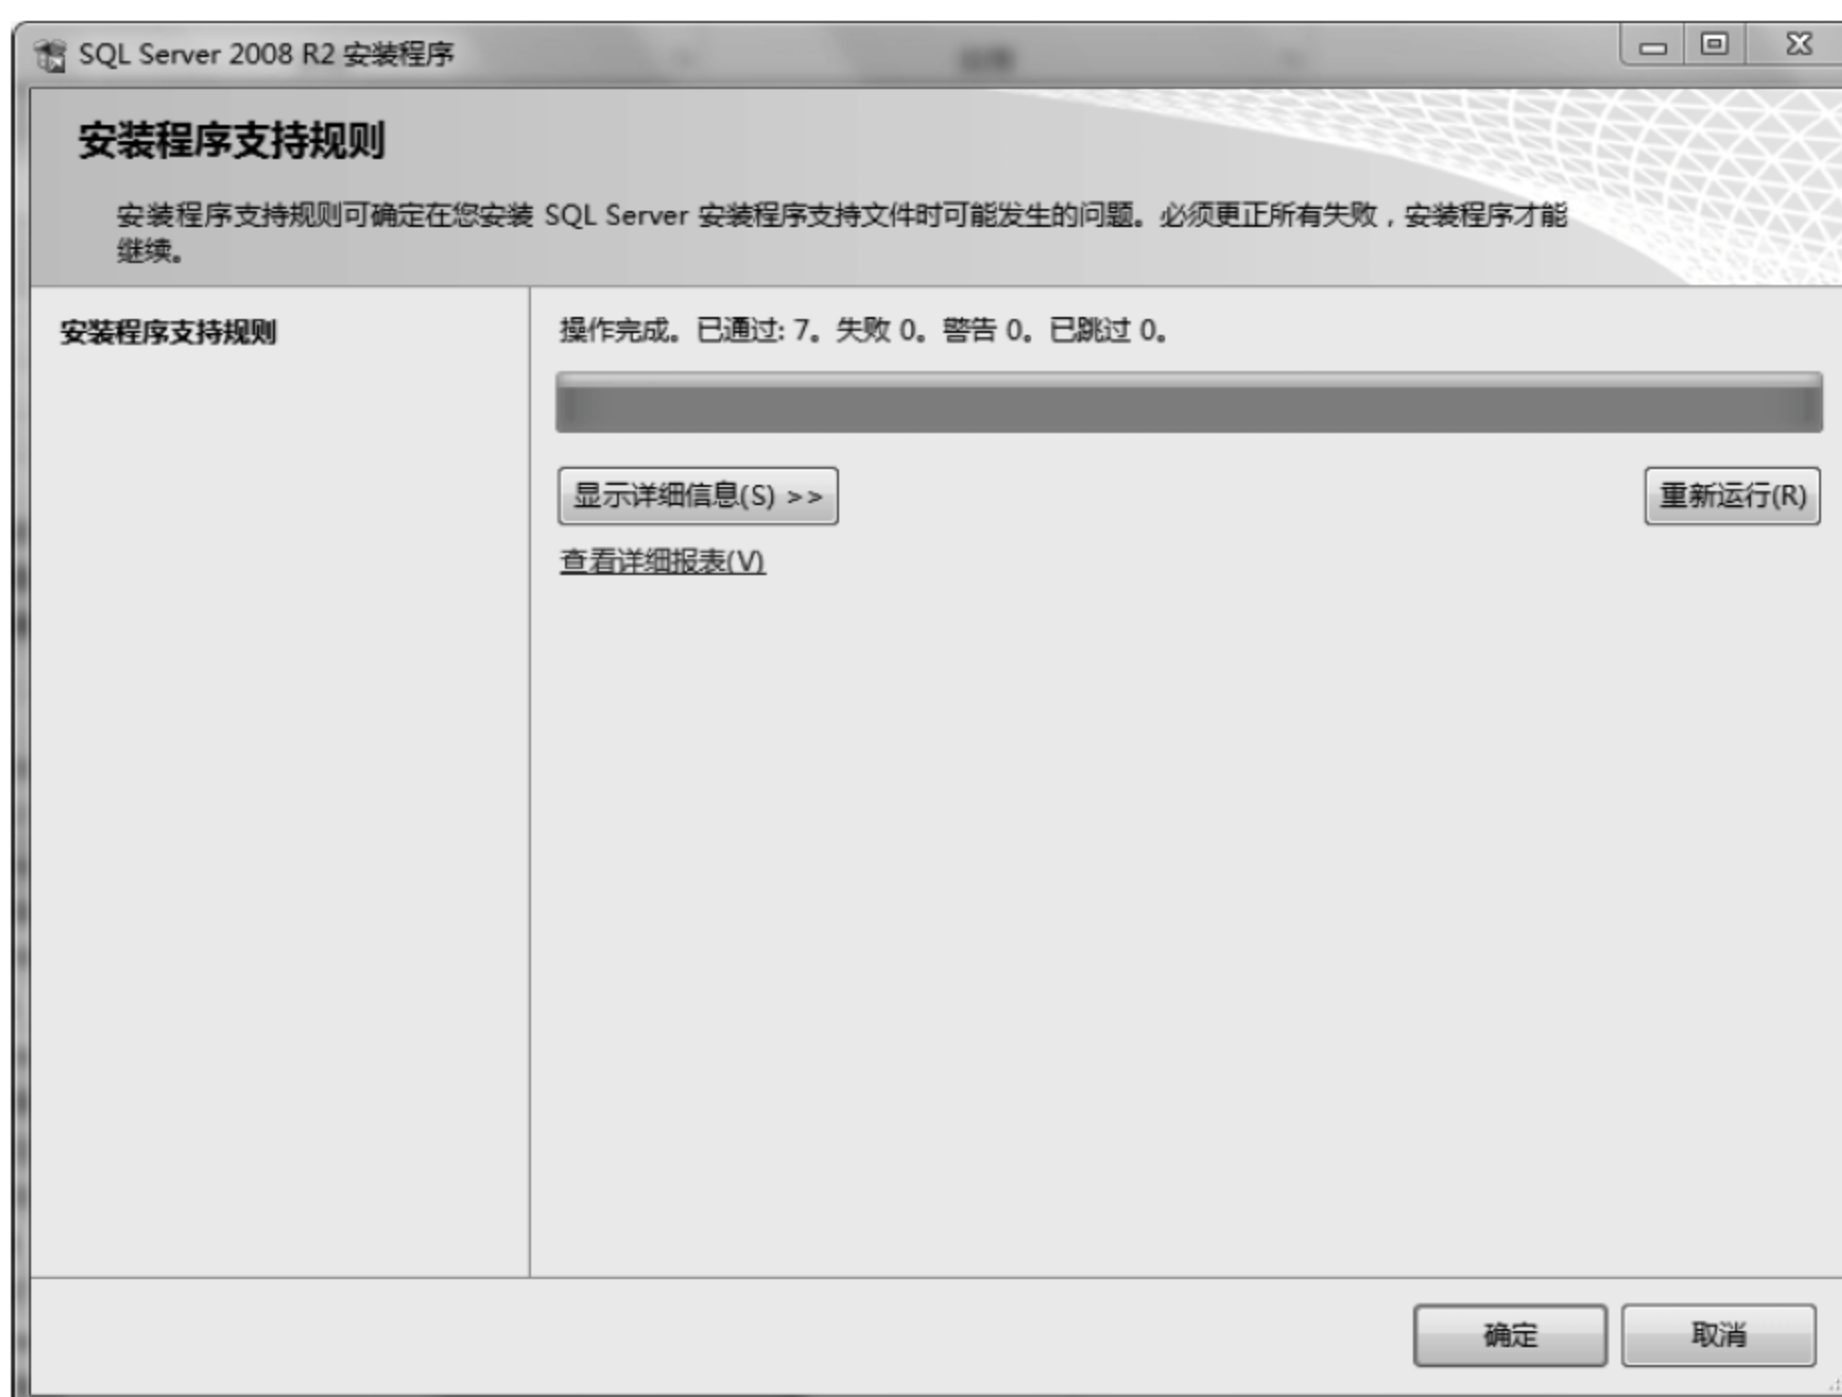 SQL Server 2008 R2 安装程序
安装程序支持规则
安装程序支持规则可确定在您安装 SQL Server 安装程序支持文件时可能发生的问题。必须更正所有失败，安装程序才能
继续。
安装程序支持规则
操作完成。已通过: 7。失败 0。警告 0。已跳过 0。
显示详细信息(S) >>
重新运行(R)
查看详细报表(V)
确定
取消